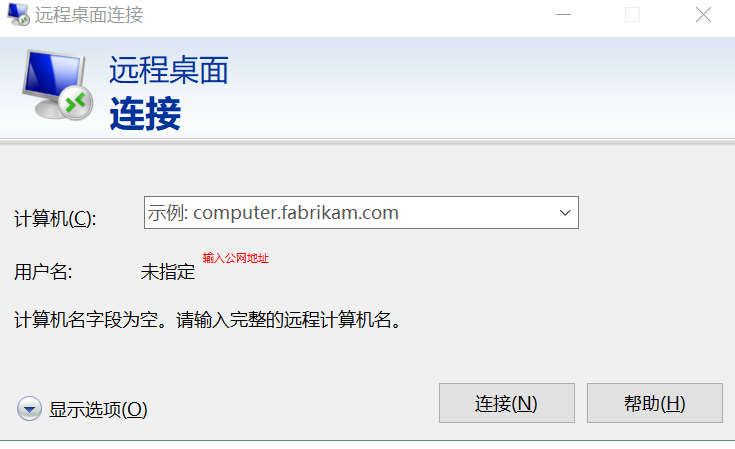 远程桌面连接
远程桌面
连接
计算机(C):
示例: computer.fabrikam.com
输入公网地址
用户名:
未指定
计算机名字段为空。请输入完整的远程计算机名。
显示选项(O)
连接(N)
帮助(H)